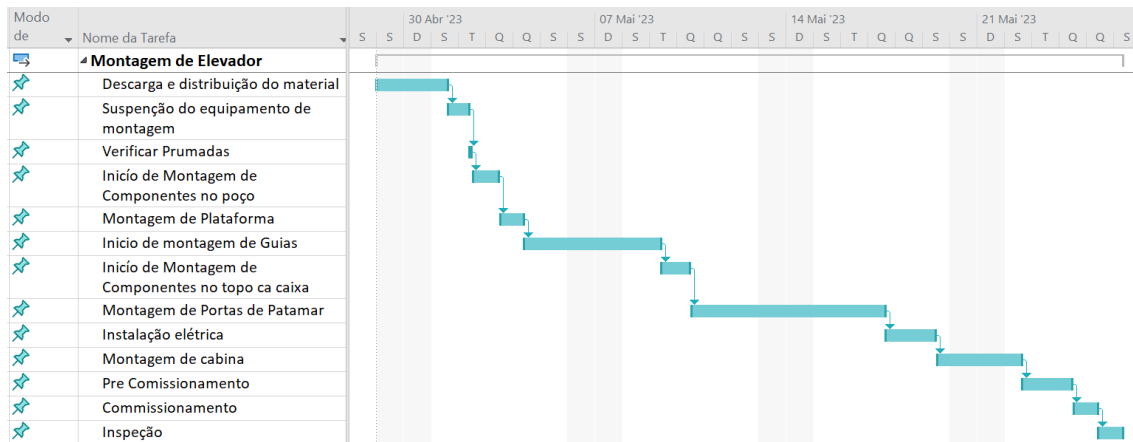 Modo
de
Nome da Tarefa
30 Abr '23 07 Mai '23 14 Mai '23 21 Mai '23
S S D S T Q Q S S D S T Q Q S S D S T Q Q S S D S T Q Q S
Montagem de Elevador
Descarga e distribuição do material
Suspenção do equipamento de
montagem
Verificar Prumadas
Inicío de Montagem de
Componentes no poço
Montagem de Plataforma
Inicio de montagem de Guias
Inicío de Montagem de
Componentes no topo ca caixa
Montagem de Portas de Patamar
Instalação elétrica
Montagem de cabina
Pre Comissionamento
Commissionamento
Inspeção